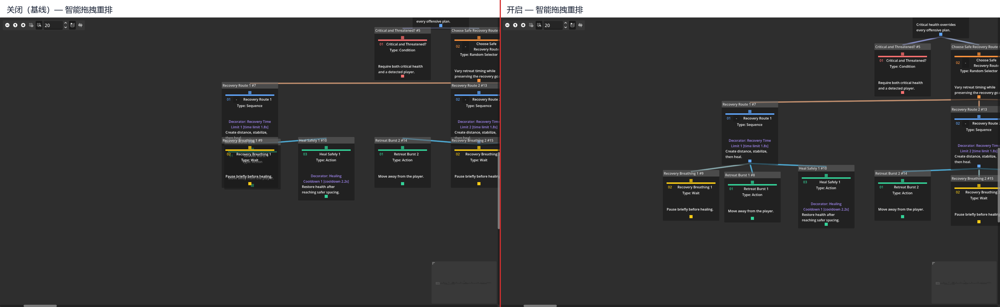 关闭（基线）— 智能拖拽重排
20
every offensive plan.
Critical and Threatened? #5
Choose Safe Recovery Route
01 Critical and Threatened?
Type: Condition
Require both critical health
and a detected player.
02 - Choose Safe
Recovery Route
Type: Random Selector
Vary retreat timing while
preserving the recovery go
Recovery Route 1 #7
01 - Recovery Route 1
Type: Sequence
Decorator: Recovery Time
Limit 1 [time limit 1.8s]
Create distance, stabilize,
then heal.
Recovery Route 2 #13
02 - Recovery Route
Type: Sequence
Decorator: Recovery Time
Limit 2 [time limit 1.8s]
Create distance, stabilize,
then heal.
Recovery Breathing 1 #9
Retreat Burst 1 #8
02 Recovery Breathing 1
Type: Wait
01 Retreat Burst 1
Type: Action
Pause briefly before healing.
Move away from the player.
Heal Safely 1 #10
03 Heal Safely 1
Type: Action
Decorator: Healing
Cooldown 1 [cooldown 2.2s]
Restore health after
reaching safer spacing.
Retreat Burst 2 #14
01 Retreat Burst 2
Type: Action
Move away from the player.
Recovery Breathing 2 #15
02 Recovery Breathing
Type: Wait
Pause briefly before healin
开启 — 智能拖拽重排
20
Critical health overrides
every offensive plan.
Critical and Threatened? #5
01 Critical and Threatened?
Type: Condition
Require both critical health
and a detected player.
Choose Safe Recovery Route
02 - Choose Safe
Recovery Route
Type: Random Selector
Vary retreat timing while
preserving the recovery go
Recovery Route 1 #7
01 - Recovery Route 1
Type: Sequence
Decorator: Recovery Time
Limit 1 [time limit 1.8s]
Create distance, stabilize,
then heal.
Recovery Route 2 #13
02 - Recovery Route
Type: Sequence
Decorator: Recovery Time
Limit 2 [time limit 1.8s]
Create distance, stabilize,
then heal.
Recovery Breathing 1 #9
02 Recovery Breathing 1
Type: Wait
Pause briefly before healing.
Retreat Burst 1 #8
01 Retreat Burst 1
Type: Action
Move away from the player.
Heal Safely 1 #10
03 Heal Safely 1
Type: Action
Decorator: Healing
Cooldown 1 [cooldown 2.2s]
Restore health after
reaching safer spacing.
Retreat Burst 2 #14
01 Retreat Burst 2
Type: Action
Move away from the player.
Recovery Breathing 2 #15
02 Recovery Breathing
Type: Wait
Pause briefly before healin